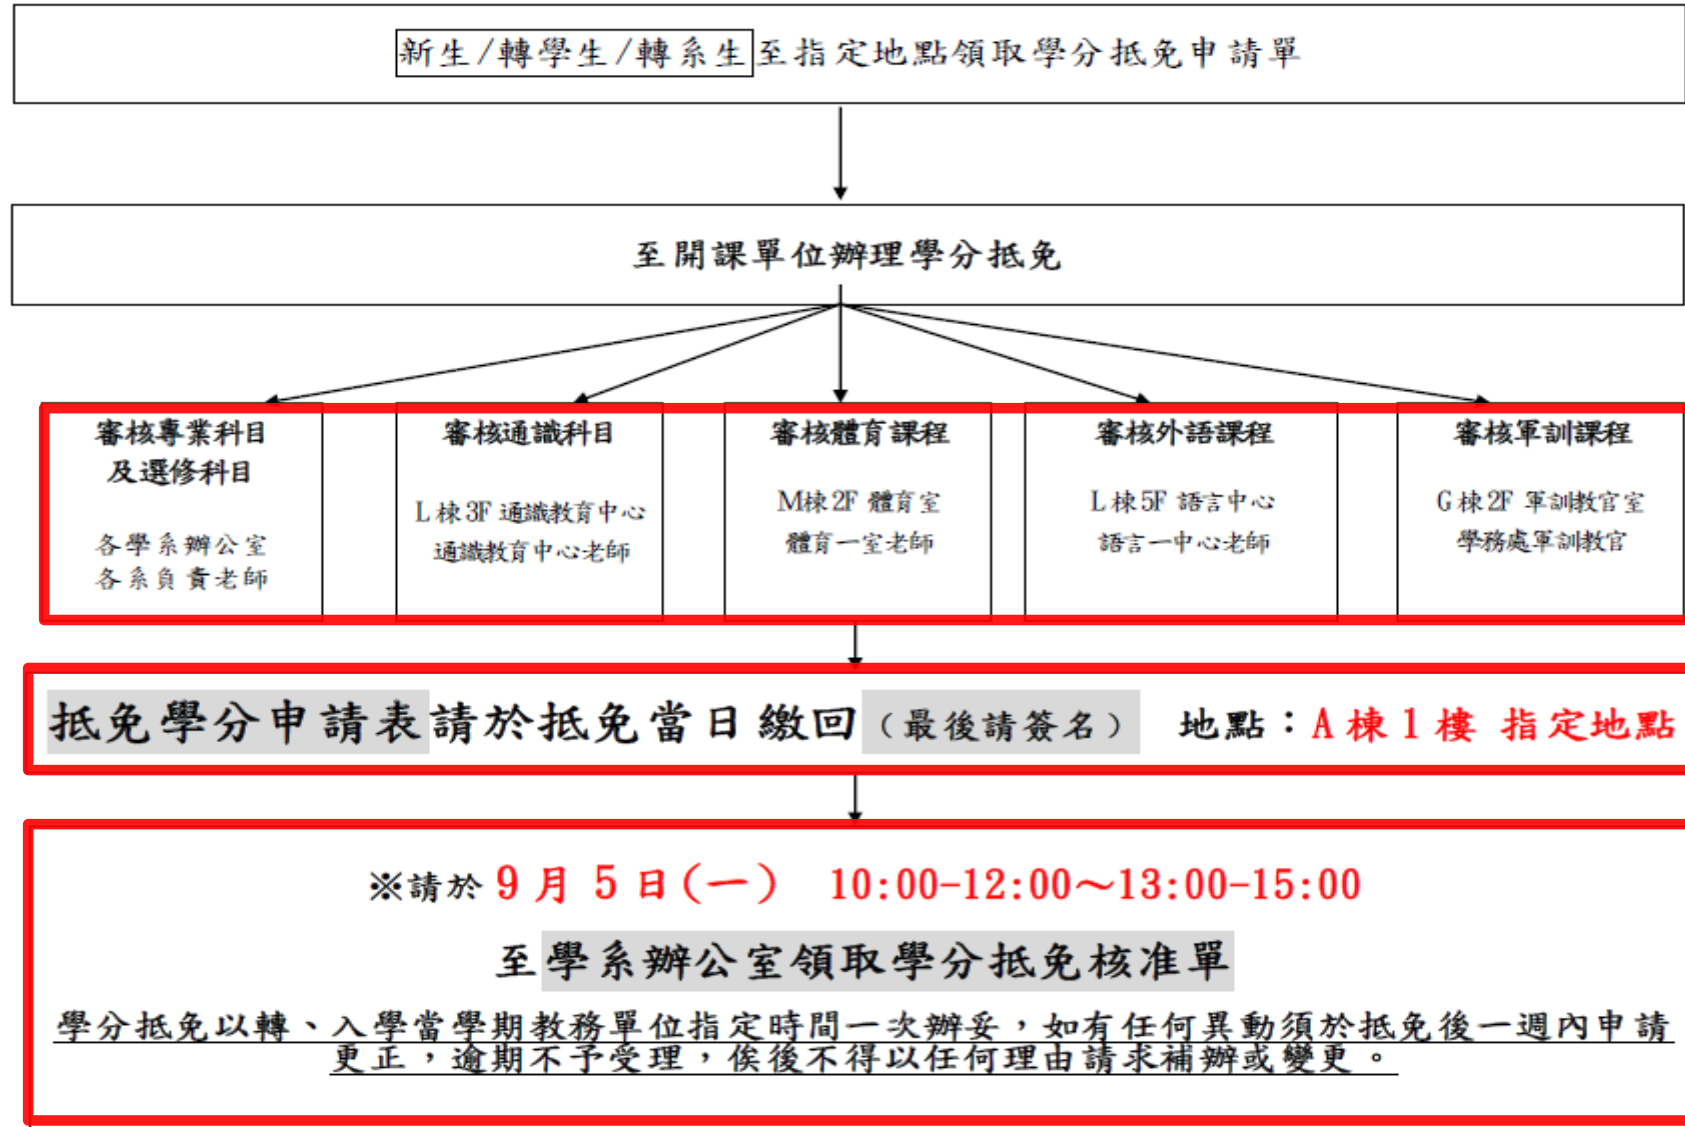 新生/轉學生/轉系生至指定地點領取學分抵免申請單
至開課單位辦理學分抵免
審核專業科目
及選修科目
各學系辦公室
各系負責老師
審核通識科目
L棟3F 通識教育中心
通識教育中心老師
審核體育課程
M棟2F 體育室
體育一室老師
審核外語課程
L棟5F 語言中心
語言一中心老師
審核軍訓課程
G棟2F 軍訓教官室
學務處軍訓教官
抵免學分申請表請於抵免當日繳回（最後請簽名） 地點：A棟1樓 指定地點
※請於9月5日(一) 10:00-12:00～13:00-15:00
至學系辦公室領取學分抵免核准單
學分抵免以轉、入學當學期教務單位指定時間一次辦妥，如有任何異動須於抵免後一週內申請
更正，逾期不予受理，俟後不得以任何理由請求補辦或變更。